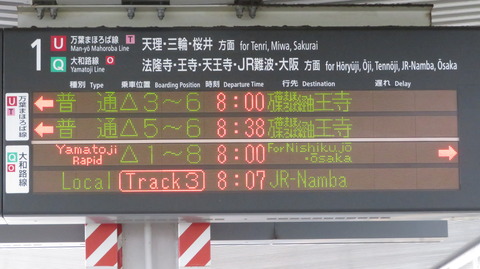 1 U 万葉まほろば線 Man-yō Mahoroba Line 天理・三輪・桜井 方面 for Tenri, Miwa, Sakurai
Q 大和路線 Yamatoji Line O 法隆寺・王寺・天王寺・JR難波・大阪 方面 for Hōryūji, Ōji, Tennōji, JR-Namba, Ōsaka
種別 Type 乗車位置 Boarding Position 時刻 Departure Time 行先 Destination 遅れ Delay
U T 万葉まほろば線
← 普通 △3～6 8:00 王寺
← 普通 △5～6 8:38 王寺
Q O 大和路線
Yamatoji Rapid △1～8 8:00 For Nishikujō・ōsaka →
Local Track3 8:07 JR-Namba